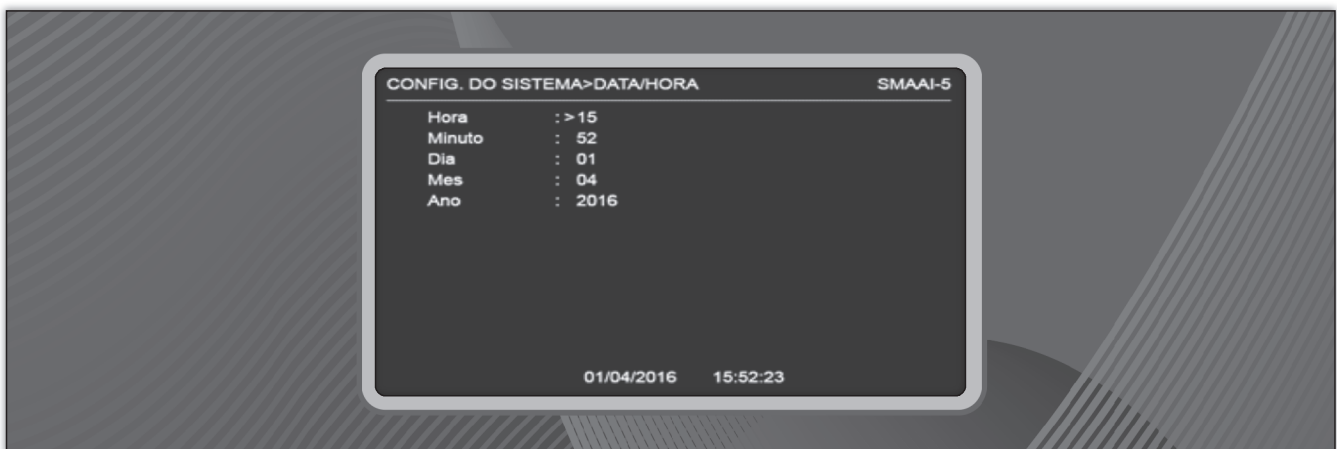 CONFIG. DO SISTEMA>DATA/HORA SMAAI-5
Hora :>15
Minuto : 52
Dia : 01
Mes : 04
Ano : 2016
01/04/2016 15:52:23